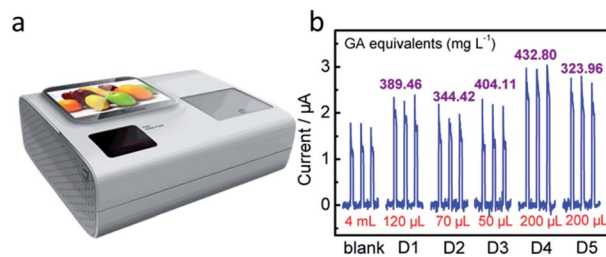 a
b
GA equivalents (mg L⁻¹)
432.80
389.46
404.11
344.42
323.96
Current / µA
3
2
1
0
4 mL 120 µL 70 µL 50 µL 200 µL 200 µL
blank D1 D2 D3 D4 D5